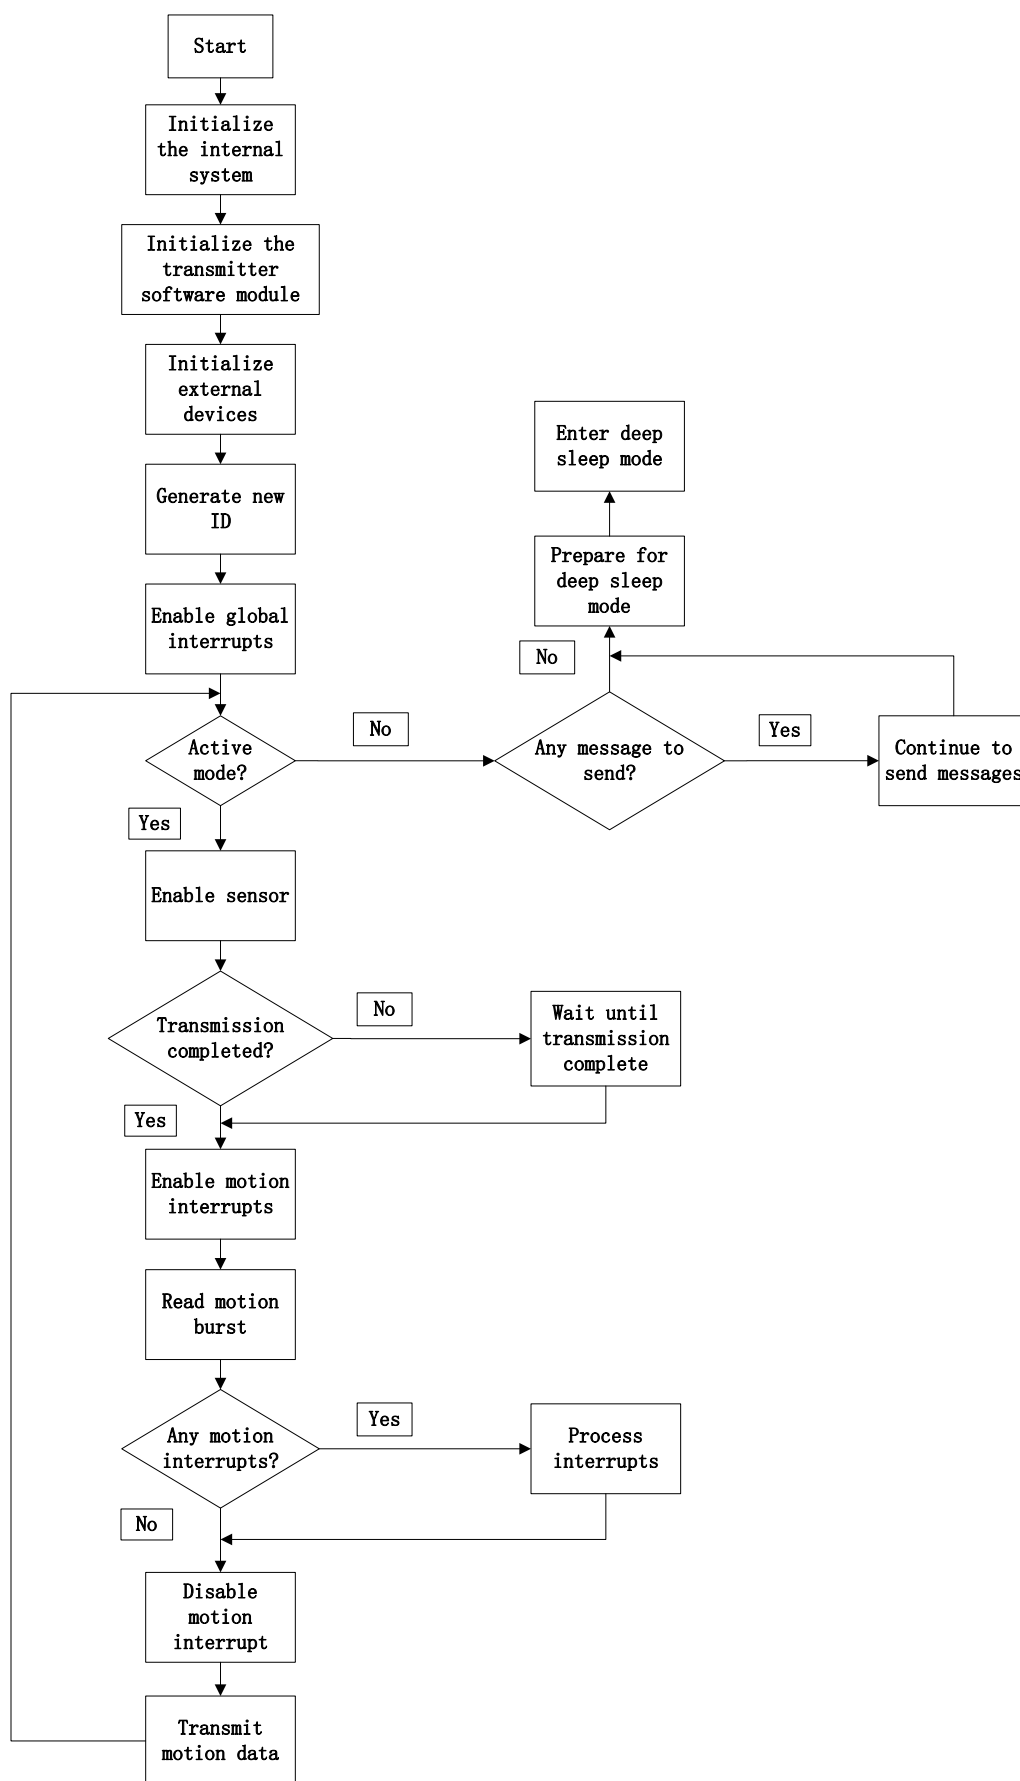 Start
Initialize
the internal
system
Initialize the
transmitter
software module
Initialize
external
devices
Generate new
ID
Enable global
interrupts
Enter deep
sleep mode
Prepare for
deep sleep
mode
No
Active
mode?
No
Any message to
send?
Yes
Continue to
send messages
Yes
Enable sensor
Transmission
completed?
No
Wait until
transmission
complete
Yes
Enable motion
interrupts
Read motion
burst
Any motion
interrupts?
Yes
Process
interrupts
No
Disable
motion
interrupt
Transmit
motion data